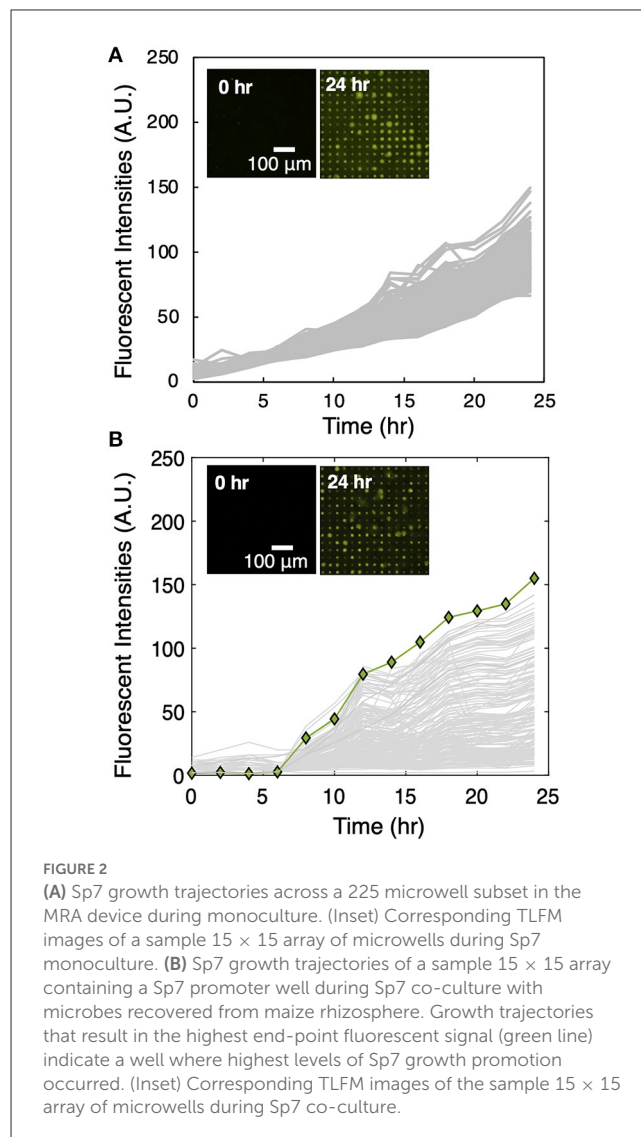 A
250
200
150
100
50
0
Fluorescent Intensities (A.U.)
0 hr
100 μm
24 hr
0 5 10 15 20 25
Time (hr)
B
250
200
150
100
50
0
Fluorescent Intensities (A.U.)
0 hr
100 μm
24 hr
0 5 10 15 20 25
Time (hr)
FIGURE 2
(A) Sp7 growth trajectories across a 225 microwell subset in the
MRA device during monoculture. (Inset) Corresponding TLFM
images of a sample 15 × 15 array of microwells during Sp7
monoculture. (B) Sp7 growth trajectories of a sample 15 × 15 array
containing a Sp7 promoter well during Sp7 co-culture with
microbes recovered from maize rhizosphere. Growth trajectories
that result in the highest end-point fluorescent signal (green line)
indicate a well where highest levels of Sp7 growth promotion
occurred. (Inset) Corresponding TLFM images of the sample 15 × 15
array of microwells during Sp7 co-culture.